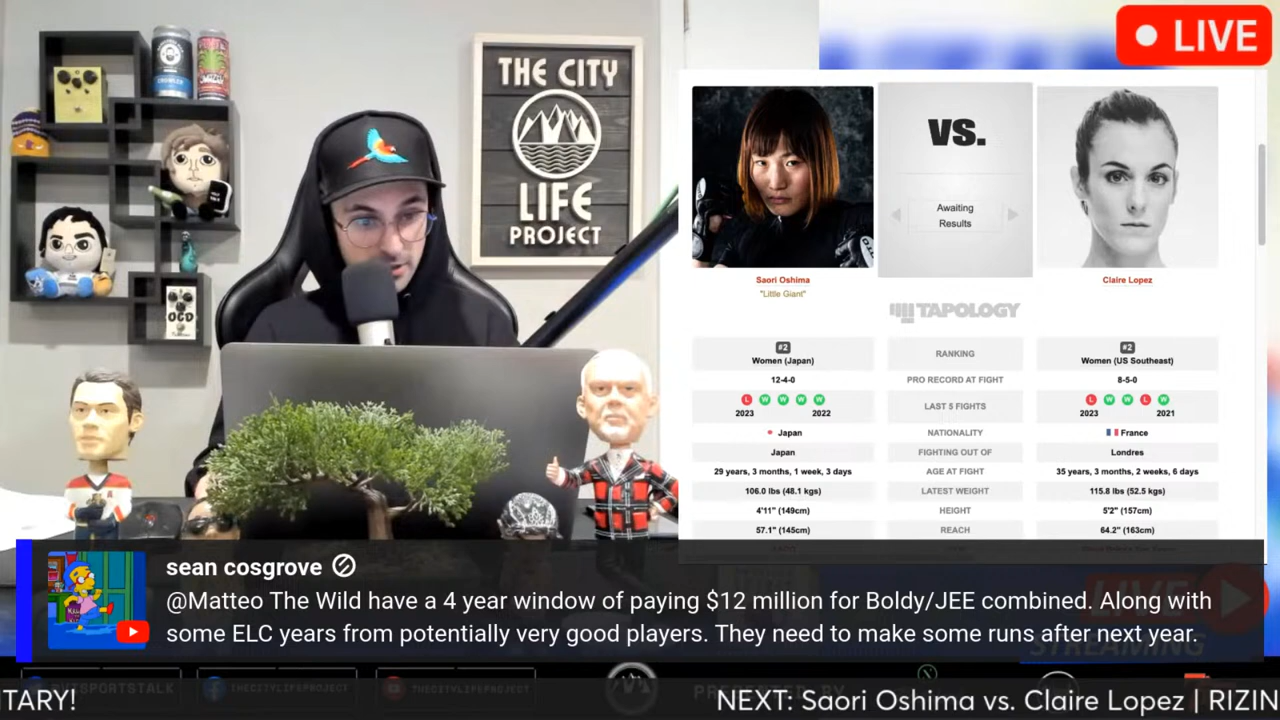 LIVE
THE CITY
LIFE
PROJECT
OCD
VS.
Awaiting
Results
Saori Oshima
"Little Giant"
Claire Lopez
TAPOLOGY
#2
Women (Japan)
RANKING
#2
Women (US Southeast)
12-4-0
PRO RECORD AT FIGHT
8-5-0
L W W W W
2023 2022
LAST 5 FIGHTS
L W W L W
2023 2021
Japan
NATIONALITY
France
Japan
FIGHTING OUT OF
Londres
29 years, 3 months, 1 week, 3 days
AGE AT FIGHT
35 years, 3 months, 2 weeks, 6 days
106.0 lbs (48.1 kgs)
LATEST WEIGHT
115.8 lbs (52.5 kgs)
4'11" (149cm)
HEIGHT
5'2" (157cm)
57.1" (145cm)
REACH
64.2" (163cm)
sean cosgrove
@Matteo The Wild have a 4 year window of paying $12 million for Boldy/JEE combined. Along with
some ELC years from potentially very good players. They need to make some runs after next year.
STREAMING
THECITYLIFEPROJECT
THECITYLIFEPROJECT
PRESENTED BY
NTARY!
NEXT: Saori Oshima vs. Claire Lopez | RIZIN